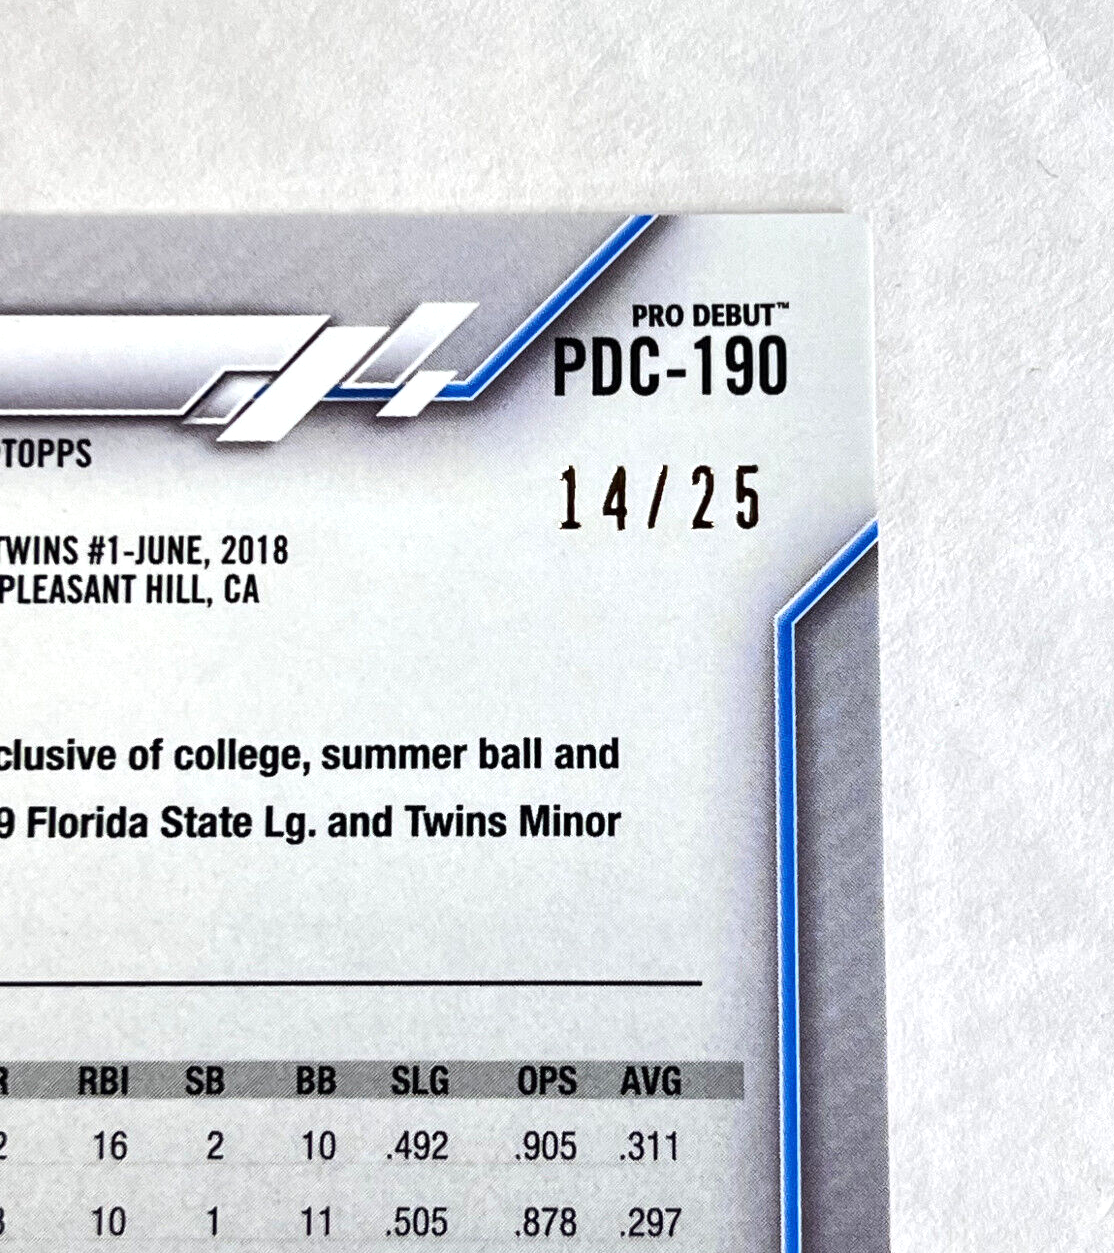 PRO DEBUT™
PDC-190
TOPPS
14/25
TWINS #1-JUNE, 2018
PLEASANT HILL, CA
clusive of college, summer ball and
9 Florida State Lg. and Twins Minor
R RBI SB BB SLG OPS AVG
2 16 2 10 .492 .905 .311
3 10 1 11 .505 .878 .297